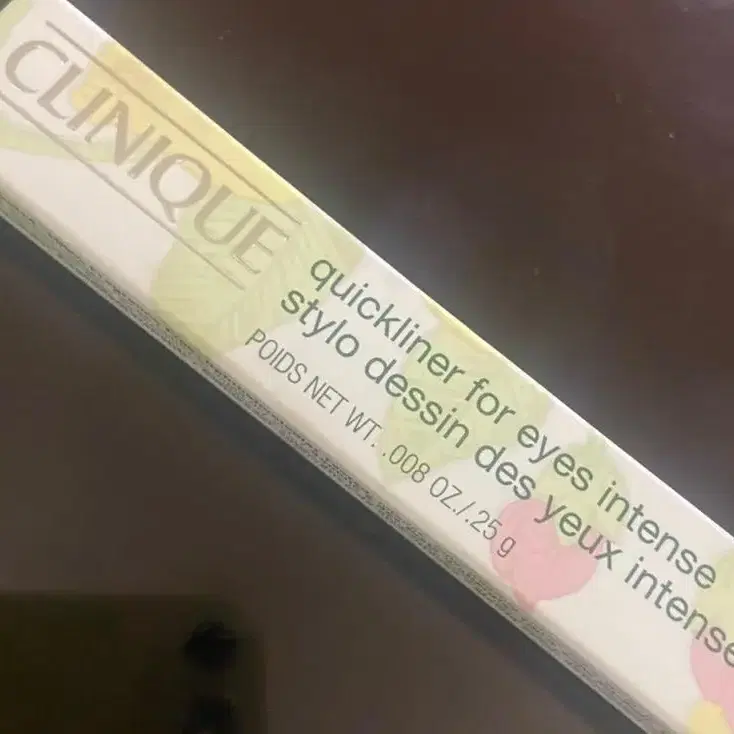 CLINIQUE
quickliner for eyes intense
stylo dessin des yeux intense
POIDS NET WT. .008 OZ./.25 g